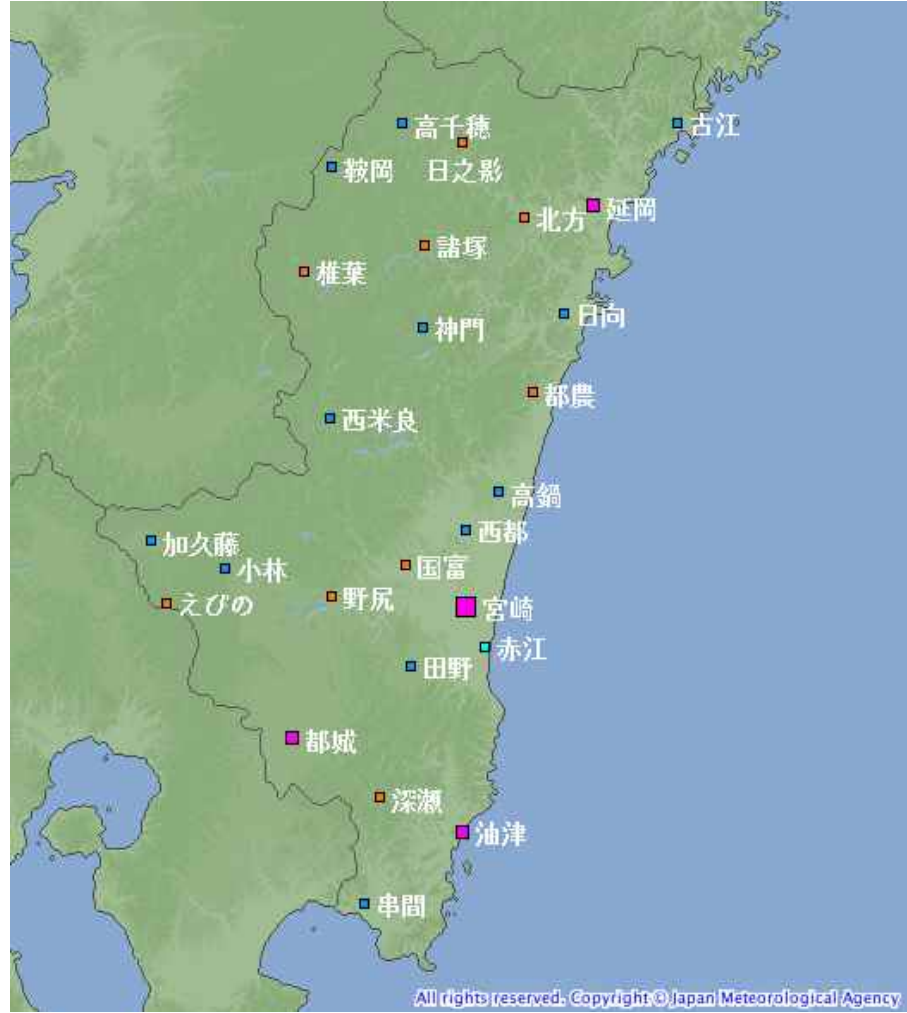 高千穂
古江
鞍岡
日之影
北方
延岡
諸塚
椎葉
神門
日向
都農
西米良
高鍋
西都
加久藤
小林
国富
えびの
野尻
宮崎
赤江
田野
都城
深瀬
油津
串間
All rights reserved. Copyright © Japan Meteorological Agency